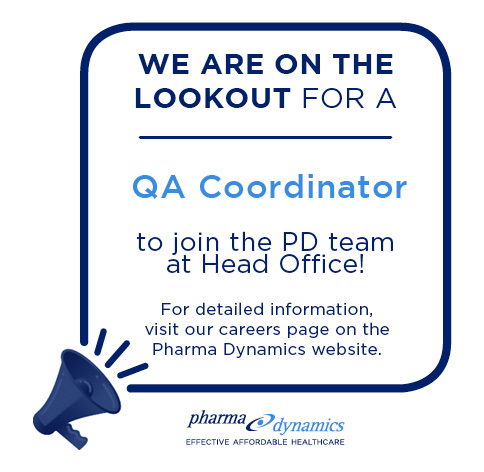 WE ARE ON THE
LOOKOUT FOR A
QA Coordinator
to join the PD team
at Head Office!
For detailed information,
visit our careers page on the
Pharma Dynamics website.
pharma dynamics
EFFECTIVE AFFORDABLE HEALTHCARE